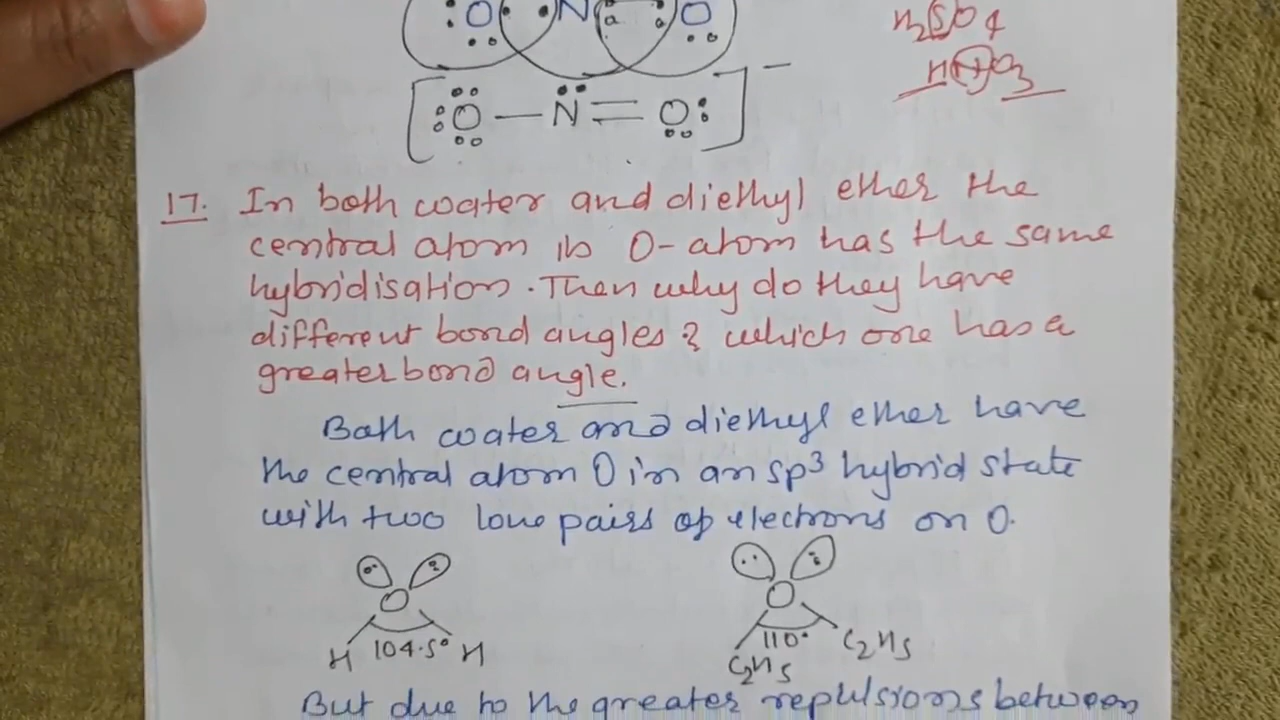 :O N O
H2SO4
HNO3
[:O — N = O:]−
17. In both water and diethyl ether the
central atom is O-atom has the same
hybridisation. Then why do they have
different bond angles? which one has a
greater bond angle.
Both water and diethyl ether have
the central atom O in an sp³ hybrid state
with two lone pairs of electrons on O.
O O
H 104.5° H C2H5 110° C2H5
But due to the greater repulsions between